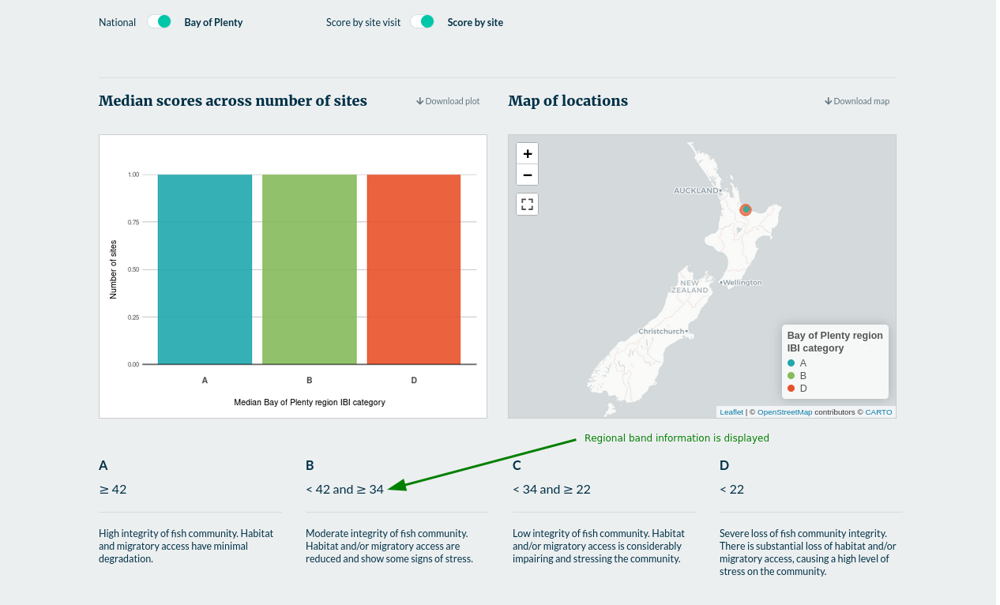 National
Bay of Plenty
Score by site visit
Score by site
Median scores across number of sites
Download plot
Map of locations
Download map
1.00
0.75
0.50
0.25
0.00
Number of sites
A
B
D
Median Bay of Plenty region IBI category
+
−
AUCKLAND
Wellington
NEW
ZEALAND
Christchurch
Bay of Plenty region
IBI category
A
B
D
Leaflet | © OpenStreetMap contributors © CARTO
Regional band information is displayed
A
≥ 42
High integrity of fish community. Habitat
and migratory access have minimal
degradation.
B
< 42 and ≥ 34
Moderate integrity of fish community.
Habitat and/or migratory access are
reduced and show some signs of stress.
C
< 34 and ≥ 22
Low integrity of fish community. Habitat
and/or migratory access is considerably
impairing and stressing the community.
D
< 22
Severe loss of fish community integrity.
There is substantial loss of habitat and/or
migratory access, causing a high level of
stress on the community.